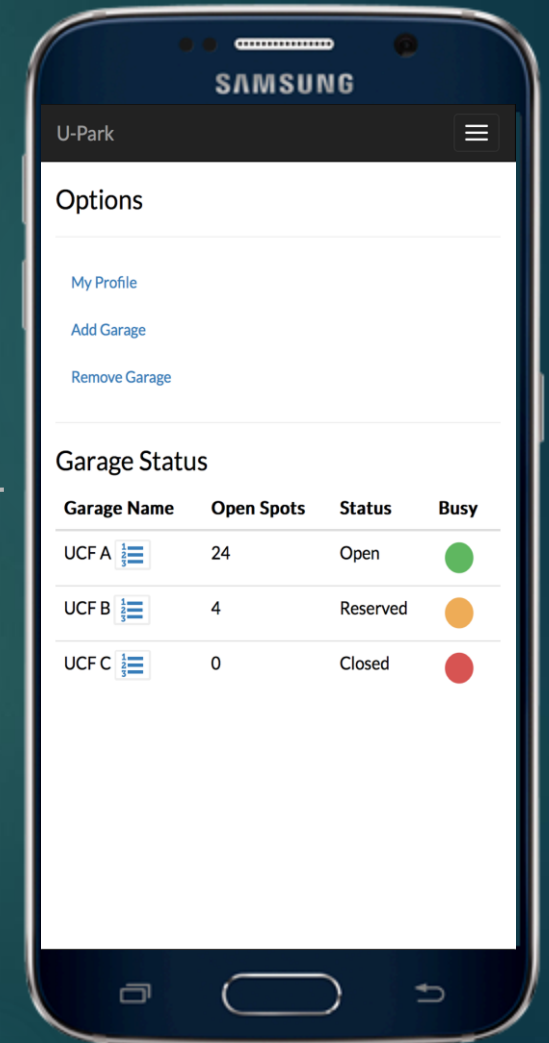 SAMSUNG
U-Park
Options
My Profile
Add Garage
Remove Garage
Garage Status
Garage Name Open Spots Status Busy
UCF A 24 Open
UCF B 4 Reserved
UCF C 0 Closed